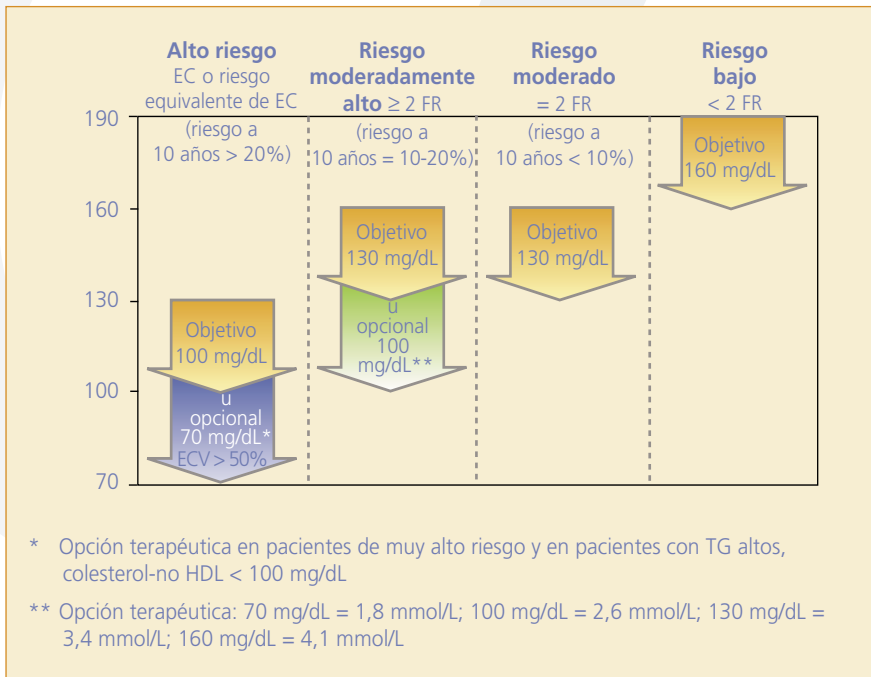 Alto riesgo
EC o riesgo
equivalente de EC
(riesgo a
10 años > 20%)
Riesgo
moderadamente
alto ≥ 2 FR
(riesgo a
10 años = 10-20%)
Riesgo
moderado
= 2 FR
(riesgo a
10 años < 10%)
Riesgo
bajo
< 2 FR
190
160
130
100
70
Objetivo
100 mg/dL
u
opcional
70 mg/dL*
ECV > 50%
Objetivo
130 mg/dL
u
opcional
100
mg/dL**
Objetivo
130 mg/dL
Objetivo
160 mg/dL
* Opción terapéutica en pacientes de muy alto riesgo y en pacientes con TG altos,
colesterol-no HDL < 100 mg/dL
** Opción terapéutica: 70 mg/dL = 1,8 mmol/L; 100 mg/dL = 2,6 mmol/L; 130 mg/dL =
3,4 mmol/L; 160 mg/dL = 4,1 mmol/L